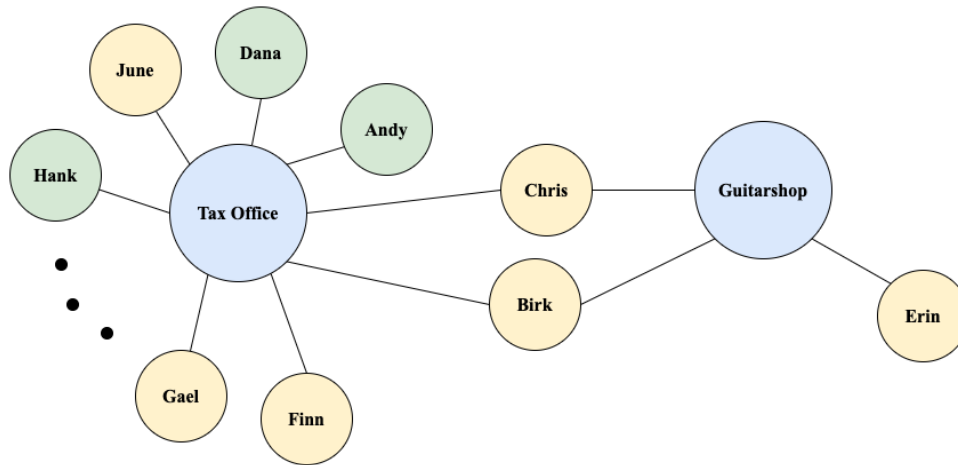 Dana
June
Andy
Hank
Chris
Guitarshop
Tax Office
Birk
Erin
Gael
Finn